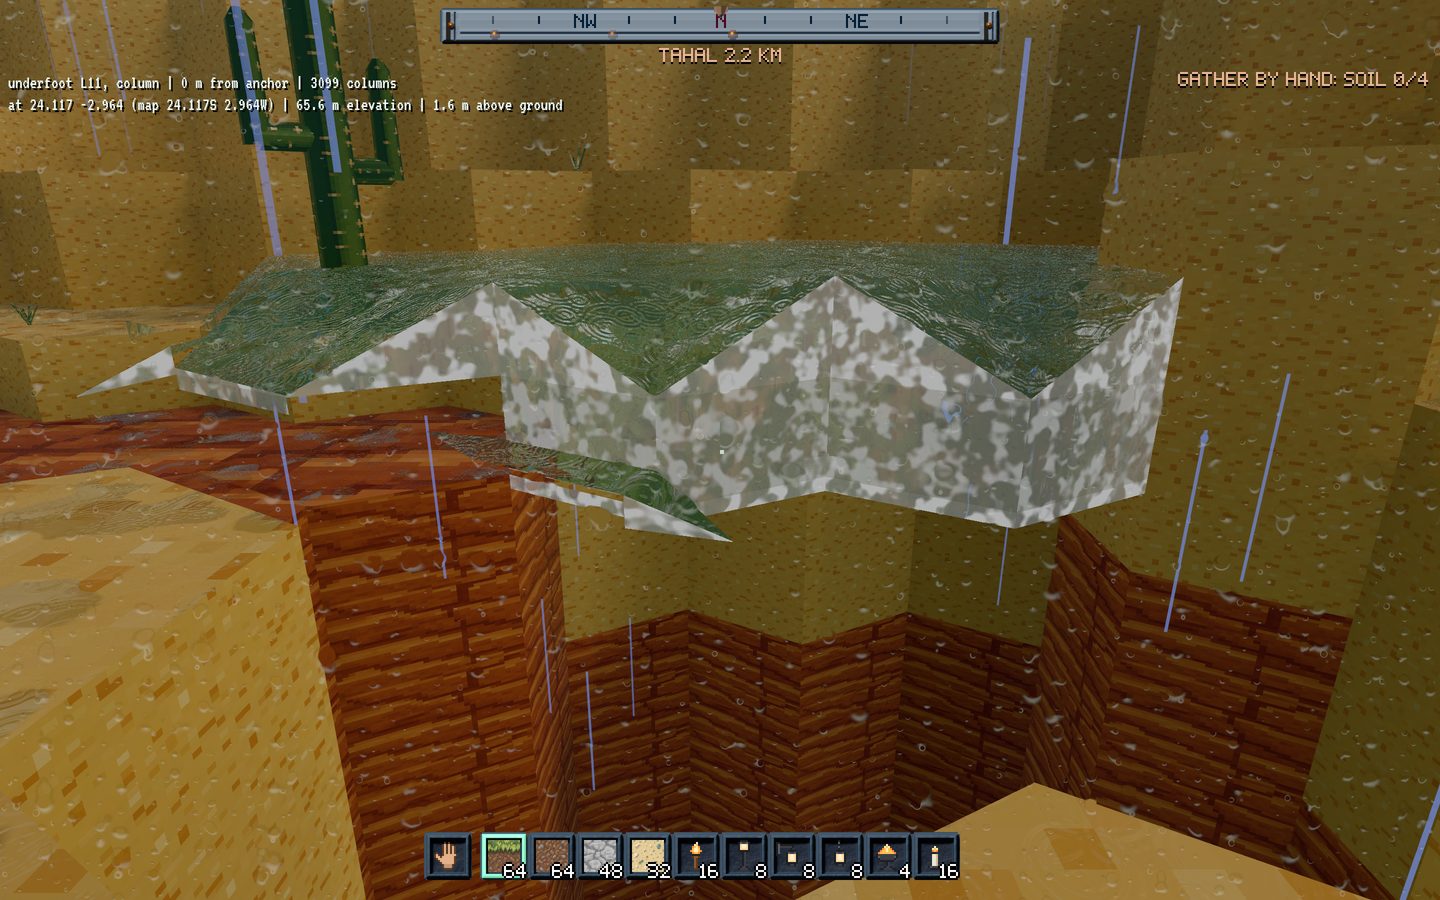 NW N NE
TAHAL 2.2 KM
underfoot L11, column | 0 m from anchor | 3099 columns
at 24.117 -2.964 (map 24.117S 2.964W) | 65.6 m elevation | 1.6 m above ground
GATHER BY HAND: SOIL 0/4
64 64 48 32 16 8 8 8 4 16